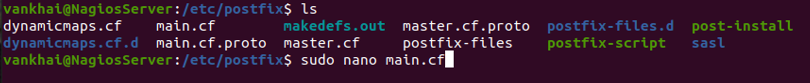 vankhai@NagiosServer:/etc/postfix$ ls
dynamicmaps.cf main.cf makedefs.out master.cf.proto postfix-files.d post-install
dynamicmaps.cf.d main.cf.proto master.cf postfix-files postfix-script sasl
vankhai@NagiosServer:/etc/postfix$ sudo nano main.cf